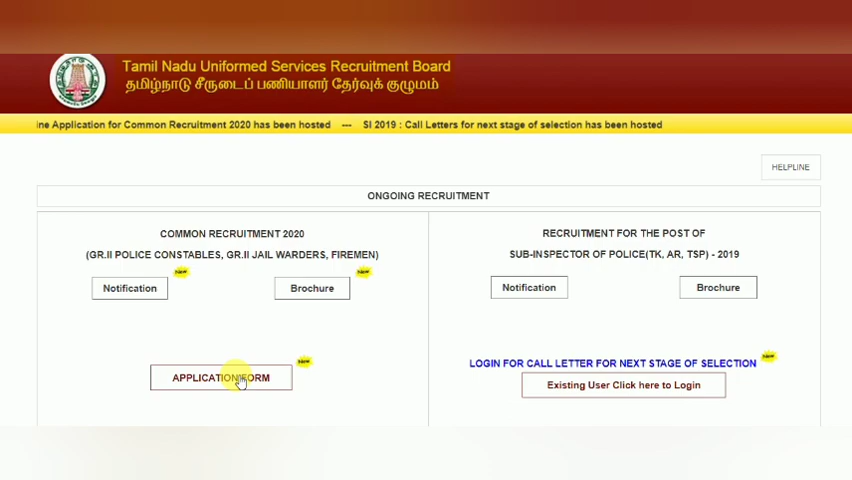 Tamil Nadu Uniformed Services Recruitment Board
தமிழ்நாடு சீருடைப் பணியாளர் தேர்வுக் குழுமம்
ine Application for Common Recruitment 2020 has been hosted --- SI 2019 : Call Letters for next stage of selection has been hosted
HELPLINE
ONGOING RECRUITMENT
COMMON RECRUITMENT 2020
(GR.II POLICE CONSTABLES, GR.II JAIL WARDERS, FIREMEN)
New New
Notification Brochure
New
APPLICATION FORM
RECRUITMENT FOR THE POST OF
SUB-INSPECTOR OF POLICE(TK, AR, TSP) - 2019
Notification Brochure
LOGIN FOR CALL LETTER FOR NEXT STAGE OF SELECTION New
Existing User Click here to Login